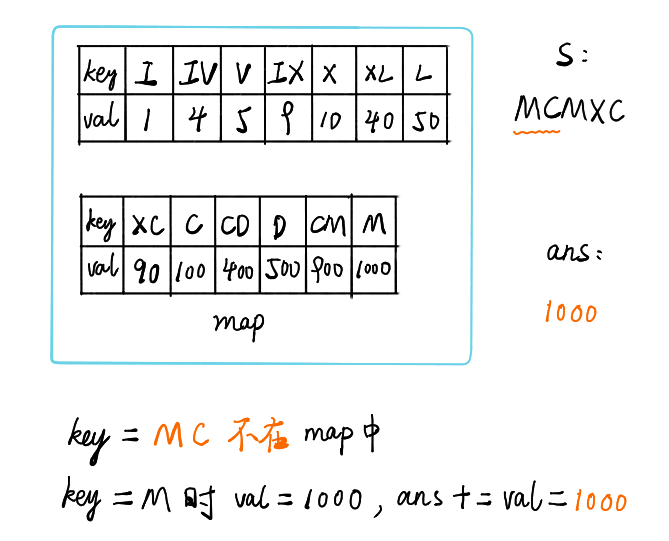 key I IV V IX X XL L
val 1 4 5 9 10 40 50
key XC C CD D CM M
val 90 100 400 500 900 1000
map
S:
MCMXC
ans:
1000
key = MC 不在 map 中
key = M 时 val = 1000, ans += val = 1000